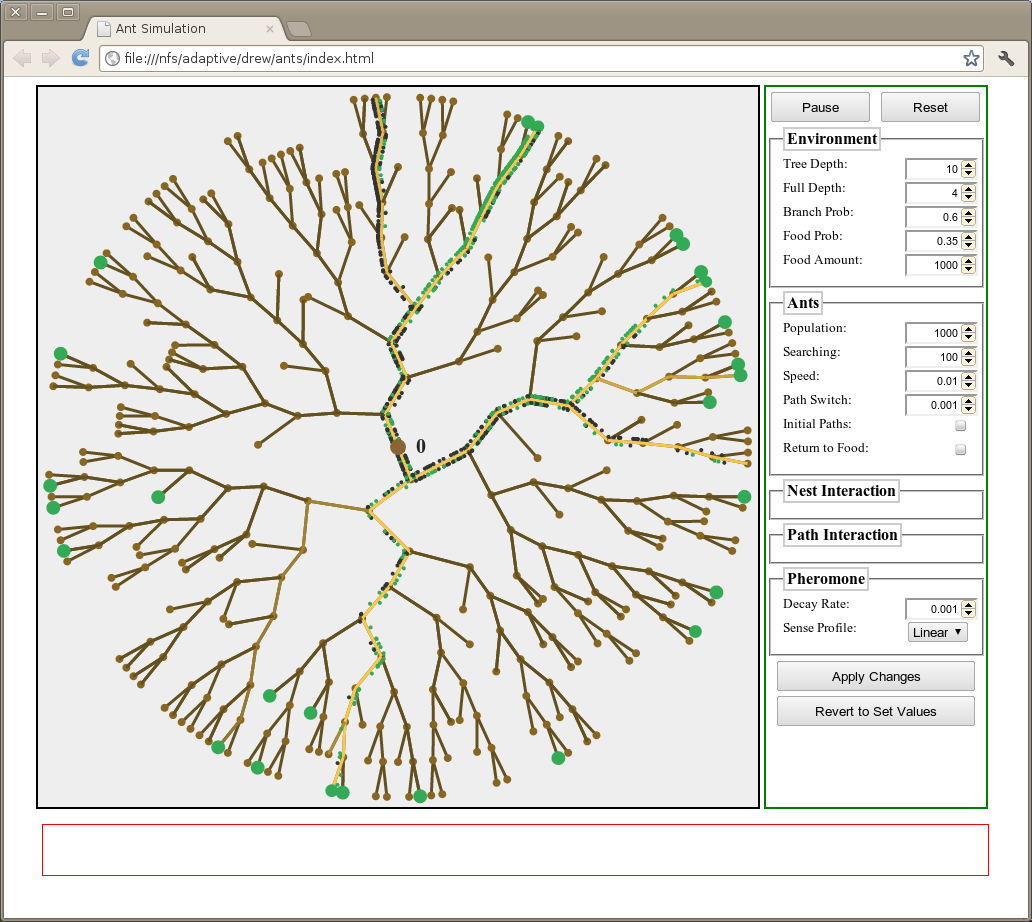 Ant Simulation
file:///nfs/adaptive/drew/ants/index.html
0
Pause Reset
Environment
Tree Depth: 10
Full Depth: 4
Branch Prob: 0.6
Food Prob: 0.35
Food Amount: 1000
Ants
Population: 1000
Searching: 100
Speed: 0.01
Path Switch: 0.001
Initial Paths:
Return to Food:
Nest Interaction
Path Interaction
Pheromone
Decay Rate: 0.001
Sense Profile: Linear
Apply Changes
Revert to Set Values